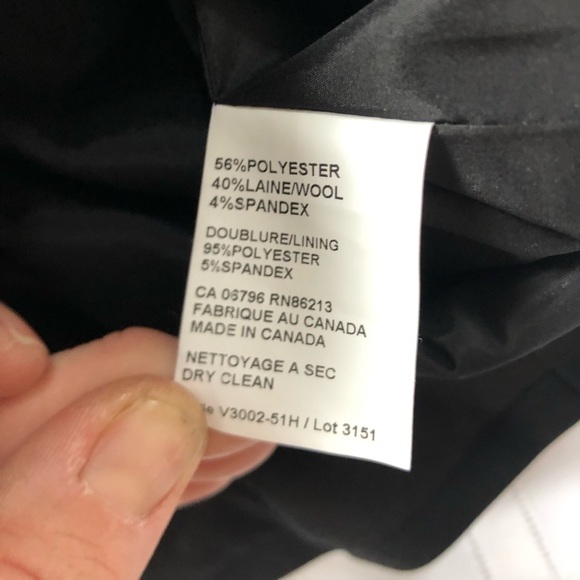 56%POLYESTER
40%LAINE/WOOL
4%SPANDEX
DOUBLURE/LINING
95%POLYESTER
5%SPANDEX
CA 06796 RN86213
FABRIQUE AU CANADA
MADE IN CANADA
NETTOYAGE A SEC
DRY CLEAN
V3002-51H / Lot 3151